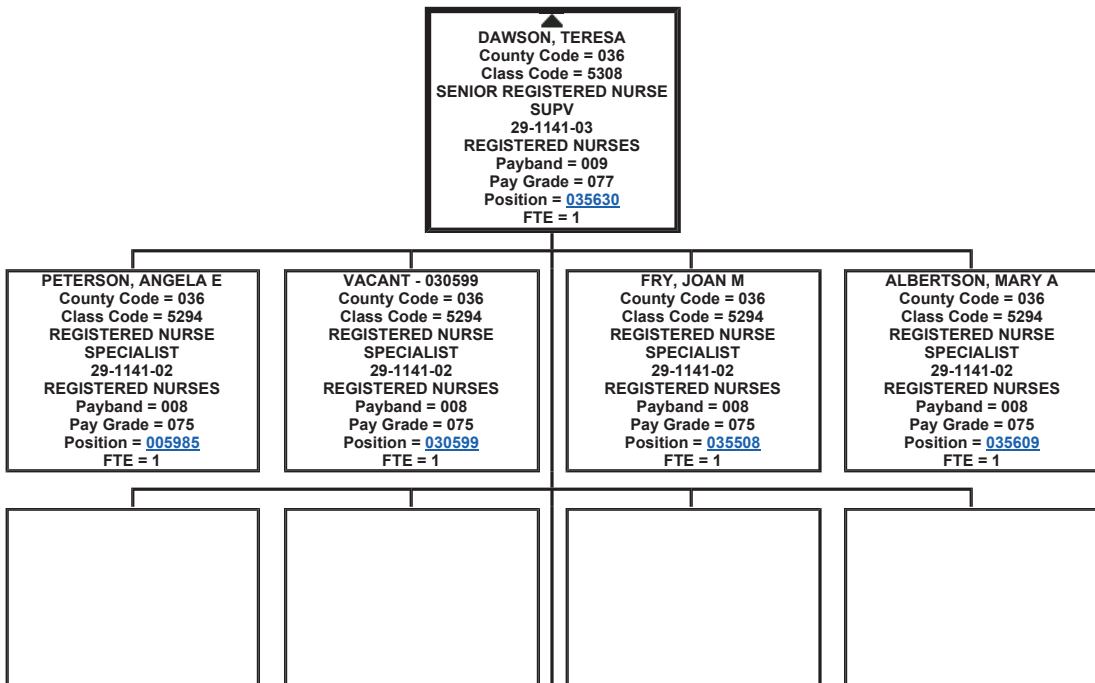 DAWSON, TERESA
County Code = 036
Class Code = 5308
SENIOR REGISTERED NURSE
SUPV
29-1141-03
REGISTERED NURSES
Payband = 009
Pay Grade = 077
Position = 035630
FTE = 1
PETERSON, ANGELA E
County Code = 036
Class Code = 5294
REGISTERED NURSE
SPECIALIST
29-1141-02
REGISTERED NURSES
Payband = 008
Pay Grade = 075
Position = 005985
FTE = 1
VACANT - 030599
County Code = 036
Class Code = 5294
REGISTERED NURSE
SPECIALIST
29-1141-02
REGISTERED NURSES
Payband = 008
Pay Grade = 075
Position = 030599
FTE = 1
FRY, JOAN M
County Code = 036
Class Code = 5294
REGISTERED NURSE
SPECIALIST
29-1141-02
REGISTERED NURSES
Payband = 008
Pay Grade = 075
Position = 035508
FTE = 1
ALBERTSON, MARY A
County Code = 036
Class Code = 5294
REGISTERED NURSE
SPECIALIST
29-1141-02
REGISTERED NURSES
Payband = 008
Pay Grade = 075
Position = 035609
FTE = 1